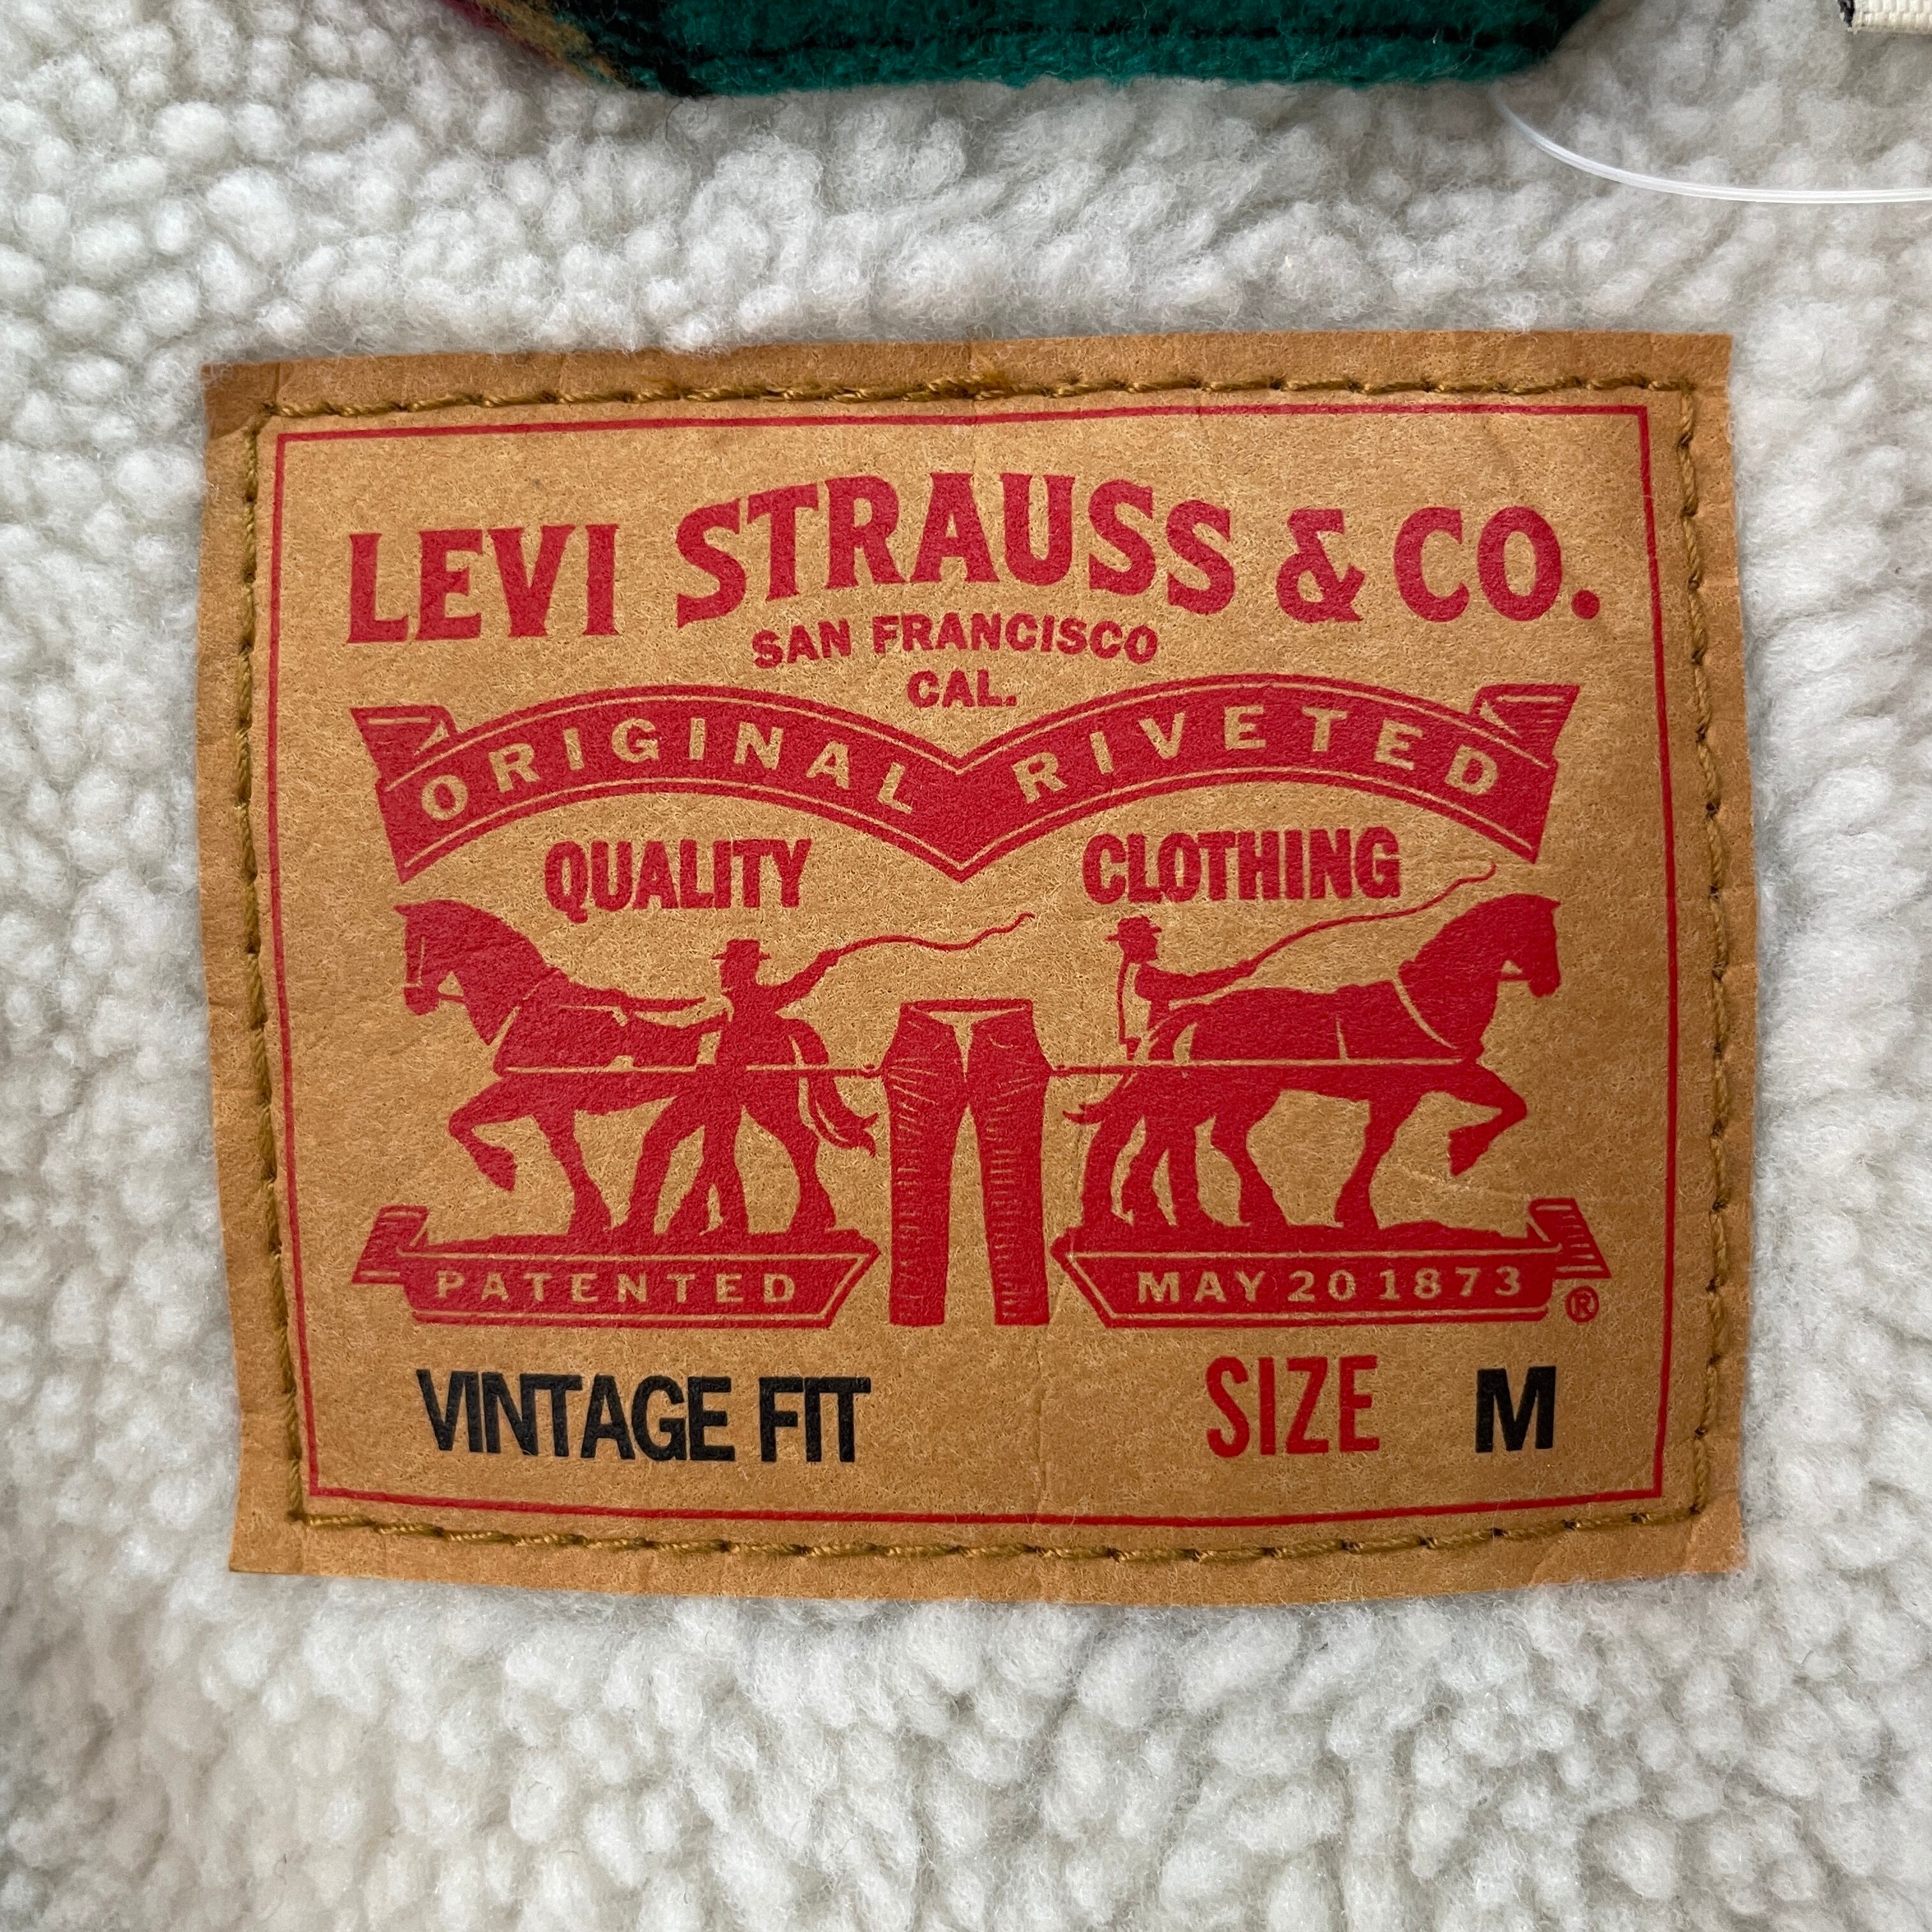 LEVI STRAUSS & CO.
SAN FRANCISCO
CAL.
ORIGINAL RIVETED
QUALITY CLOTHING
PATENTED MAY 20 1873 ®
VINTAGE FIT SIZE M